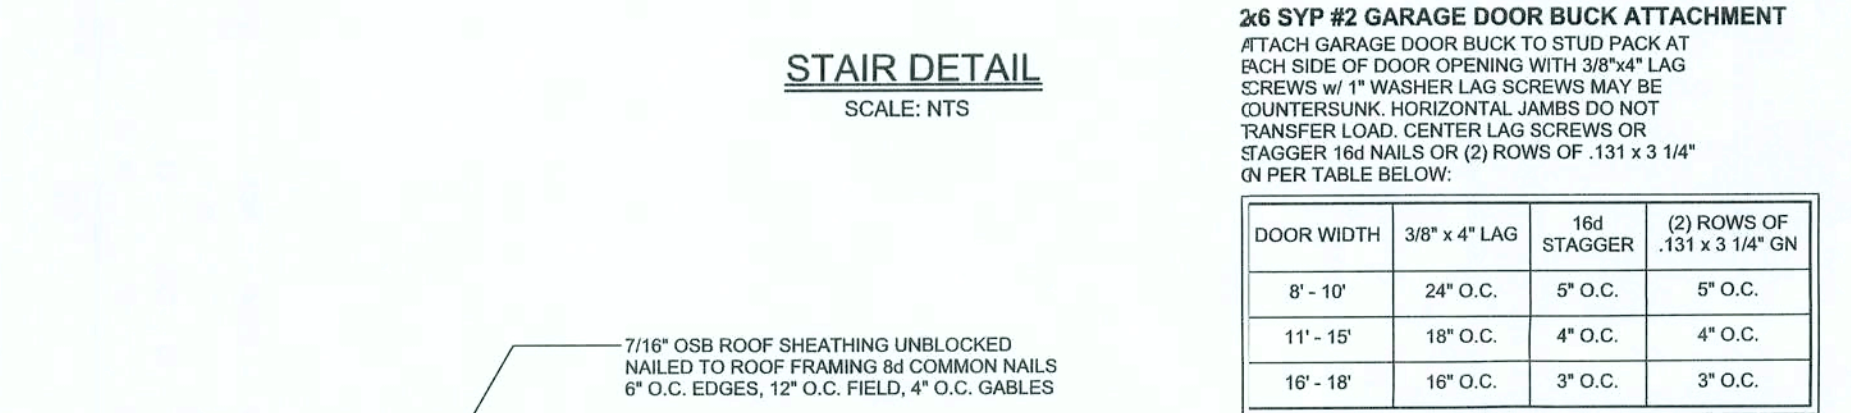 STAIR DETAIL
SCALE: NTS
7/16" OSB ROOF SHEATHING UNBLOCKED
NAILED TO ROOF FRAMING 8d COMMON NAILS
6" O.C. EDGES, 12" O.C. FIELD, 4" O.C. GABLES
2x6 SYP #2 GARAGE DOOR BUCK ATTACHMENT
ATTACH GARAGE DOOR BUCK TO STUD PACK AT
EACH SIDE OF DOOR OPENING WITH 3/8"x4" LAG
SCREWS w/ 1" WASHER LAG SCREWS MAY BE
COUNTERSUNK. HORIZONTAL JAMBS DO NOT
TRANSFER LOAD. CENTER LAG SCREWS OR
STAGGER 16d NAILS OR (2) ROWS OF .131 x 3 1/4"
GN PER TABLE BELOW:
DOOR WIDTH 3/8" x 4" LAG 16d STAGGER (2) ROWS OF .131 x 3 1/4" GN
8' - 10' 24" O.C. 5" O.C. 5" O.C.
11' - 15' 18" O.C. 4" O.C. 4" O.C.
16' - 18' 16" O.C. 3" O.C. 3" O.C.